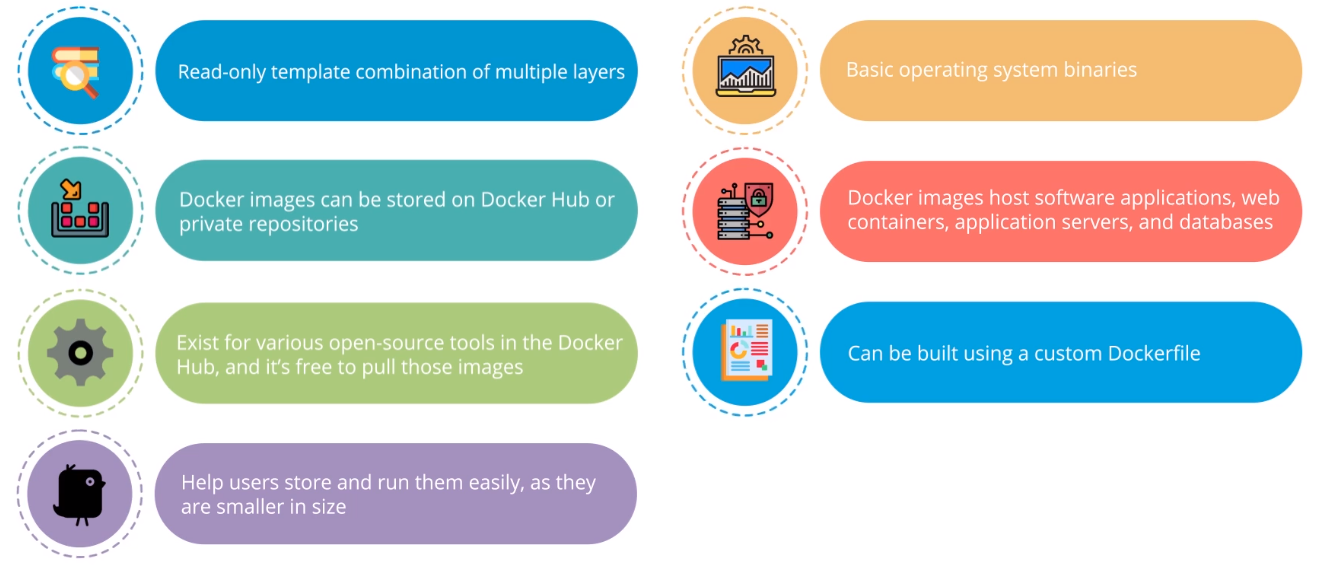 Read-only template combination of multiple layers
Docker images can be stored on Docker Hub or
private repositories
Exist for various open-source tools in the Docker
Hub, and it’s free to pull those images
Help users store and run them easily, as they
are smaller in size
Basic operating system binaries
Docker images host software applications, web
containers, application servers, and databases
Can be built using a custom Dockerfile